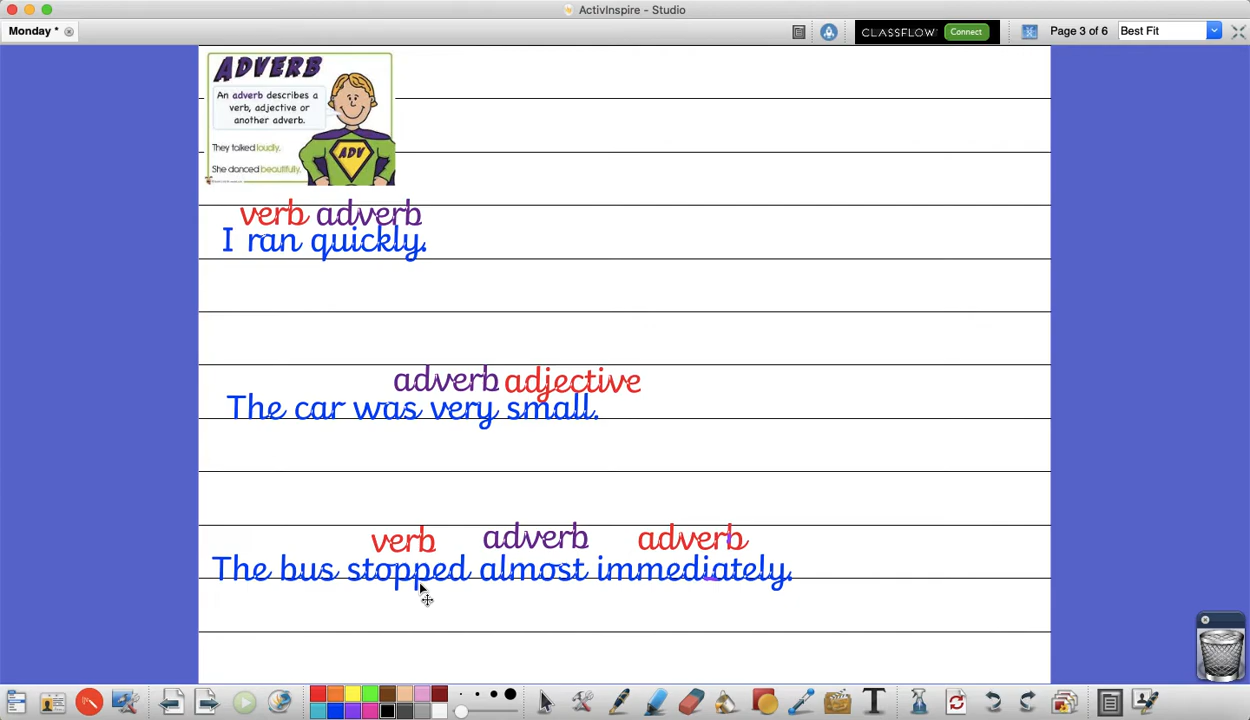 ActivInspire - Studio
Monday *
CLASSFLOW Connect
Page 3 of 6
Best Fit
ADVERB
An adverb describes a
verb, adjective or
another adverb.
They talked loudly.
She danced beautifully.
ADV
verb adverb
I ran quickly.
adverb adjective
The car was very small.
verb adverb adverb
The bus stopped almost immediately.
T